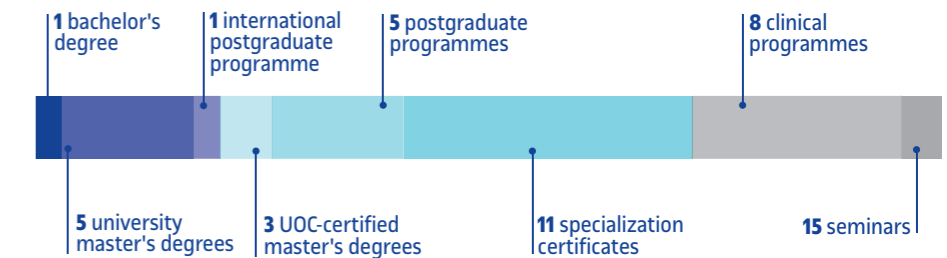 1 bachelor's
degree
1 international
postgraduate
programme
5 postgraduate
programmes
8 clinical
programmes
5 university
master's degrees
3 UOC-certified
master's degrees
11 specialization
certificates
15 seminars